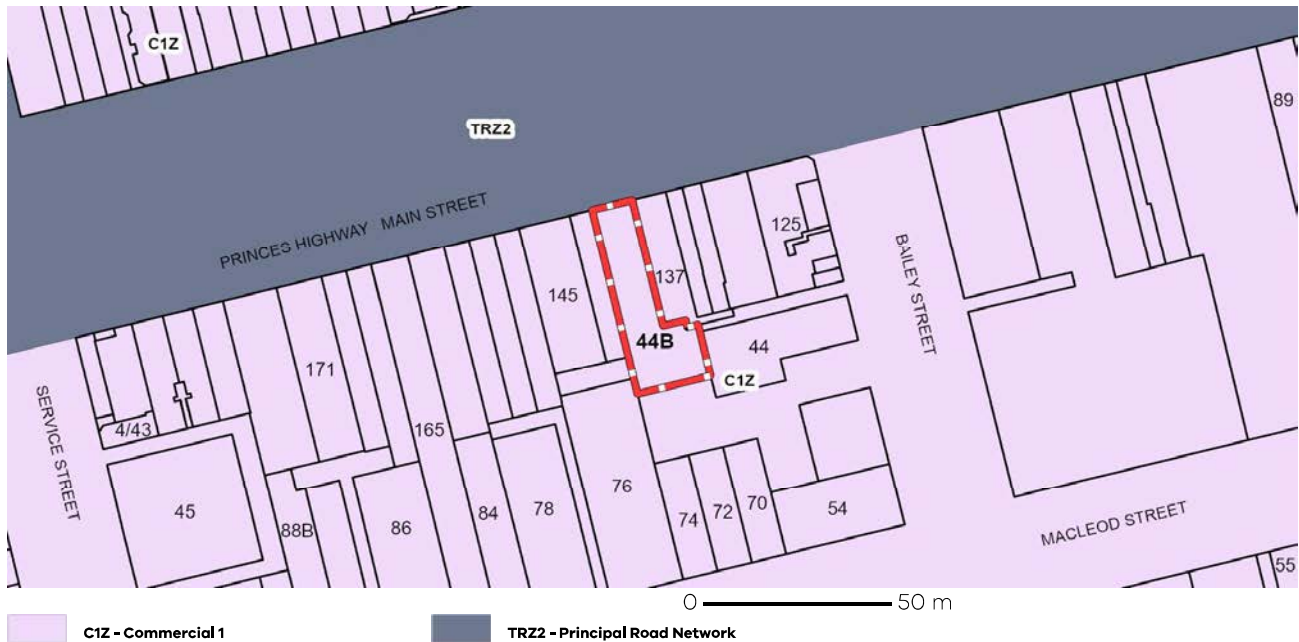 C1Z
TRZ2
89
PRINCES HIGHWAY MAIN STREET
125
137
145
BAILEY STREET
44B
44
C1Z
171
SERVICE STREET
165
4/43
76
45
84
78
74
72
70
54
88B
86
MACLEOD STREET
55
0 50 m
C1Z - Commercial 1
TRZ2 - Principal Road Network